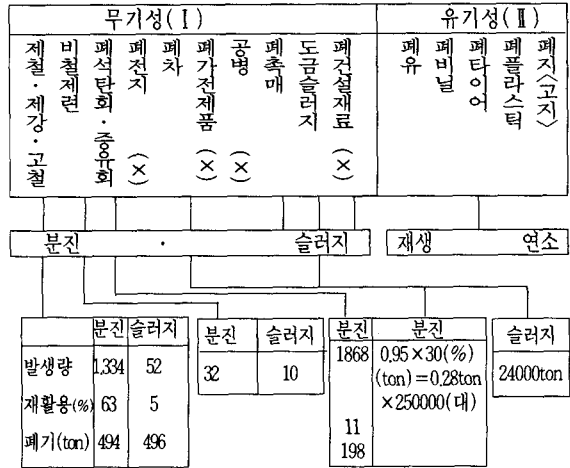 무기성(Ⅰ) 유기성(Ⅱ)
제철·제강·고철
비철제련
폐석탄회·중유회
폐전지 (×)
폐차
폐가전제품 (×)
공병 (×)
폐촉매
도금슬러지
폐건설재료 (×)
폐유
폐비닐
폐타이어
폐플라스틱
폐지<고지>
분진 · 슬러지
재생 연소
분진 슬러지
발생량 1,334 52
재활용(%) 63 5
폐기(ton) 494 496
분진 슬러지
32 10
분진 분진
1868 0.95×30(%)
(ton)=0.28ton
×250000(대)
11
198
슬러지
24000ton